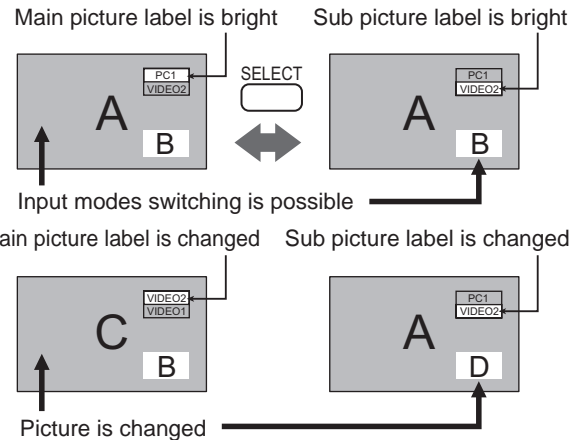 Main picture label is bright
Sub picture label is bright
PC1
VIDEO2
A
B
SELECT
PC1
VIDEO2
A
B
Input modes switching is possible
ain picture label is changed
Sub picture label is changed
VIDEO2
VIDEO1
C
B
PC1
VIDEO2
A
D
Picture is changed